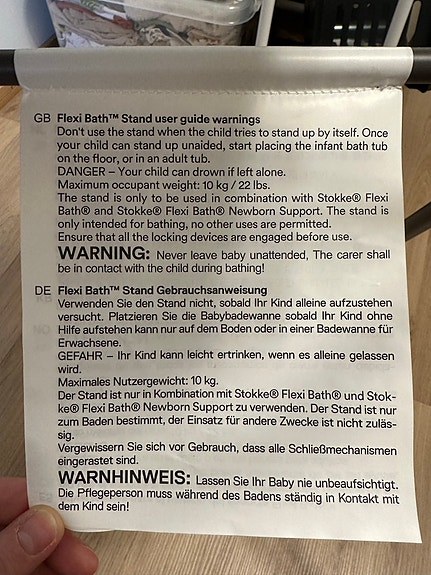 GB Flexi Bath™ Stand user guide warnings
Don't use the stand when the child tries to stand up by itself. Once
your child can stand up unaided, start placing the infant bath tub
on the floor, or in an adult tub.
DANGER – Your child can drown if left alone.
Maximum occupant weight: 10 kg / 22 lbs.
The stand is only to be used in combination with Stokke® Flexi
Bath® and Stokke® Flexi Bath® Newborn Support. The stand is
only intended for bathing, no other uses are permitted.
Ensure that all the locking devices are engaged before use.
WARNING: Never leave baby unattended, The carer shall
be in contact with the child during bathing!
DE Flexi Bath™ Stand Gebrauchsanweisung
Verwenden Sie den Stand nicht, sobald Ihr Kind alleine aufzustehen
versucht. Platzieren Sie die Babybadewanne sobald Ihr Kind ohne
Hilfe aufstehen kann nur auf dem Boden oder in einer Badewanne für
Erwachsene.
GEFAHR – Ihr Kind kann leicht ertrinken, wenn es alleine gelassen
wird.
Maximales Nutzergewicht: 10 kg.
Der Stand ist nur in Kombination mit Stokke® Flexi Bath® und Stok-
ke® Flexi Bath® Newborn Support zu verwenden. Der Stand ist nur
zum Baden bestimmt, der Einsatz für andere Zwecke ist nicht zuläs-
sig.
Vergewissern Sie sich vor Gebrauch, dass alle Schließmechanismen
eingerastet sind.
WARNHINWEIS: Lassen Sie Ihr Baby nie unbeaufsichtigt.
Die Pflegeperson muss während des Badens ständig in Kontakt mit
dem Kind sein!